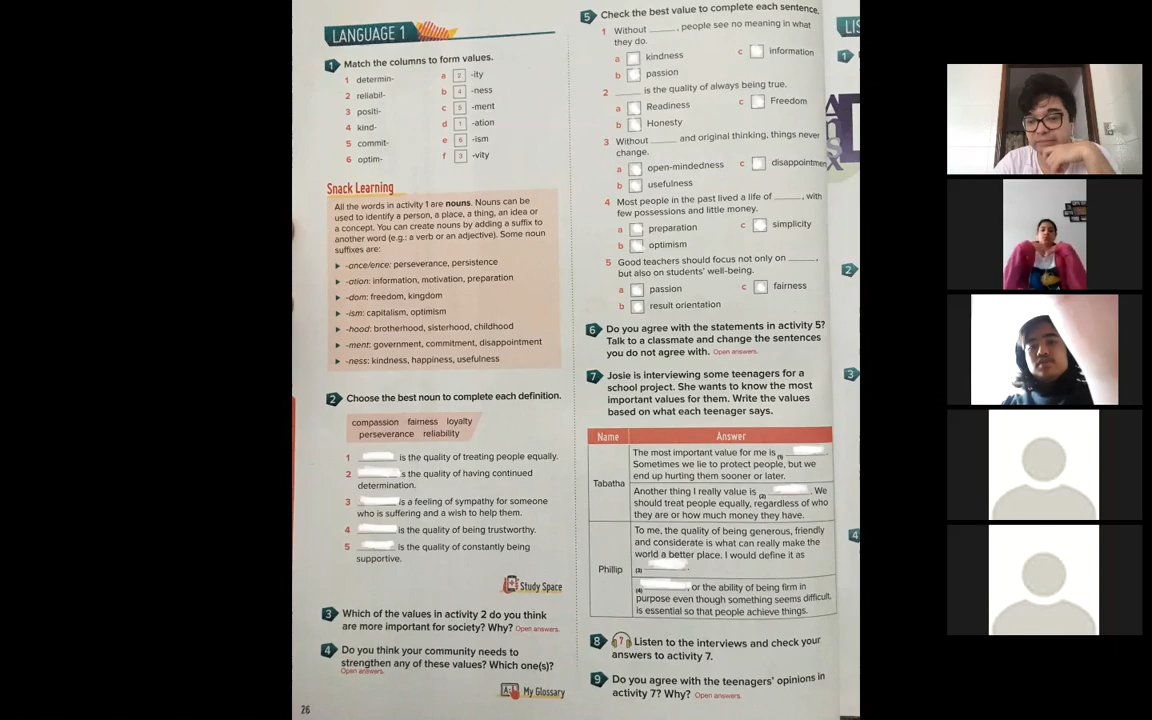 LANGUAGE 1
1 Match the columns to form values.
1 determin-
2 reliabil-
3 positi-
4 kind-
5 commit-
6 optim-
a 2 -ity
b 4 -ness
c 5 -ment
d 1 -ation
e 6 -ism
f 3 -vity
Snack Learning
All the words in activity 1 are nouns. Nouns can be
used to identify a person, a place, a thing, an idea or
a concept. You can create nouns by adding a suffix to
another word (e.g.: a verb or an adjective). Some noun
suffixes are:
-ance/ence: perseverance, persistence
-ation: information, motivation, preparation
-dom: freedom, kingdom
-ism: capitalism, optimism
-hood: brotherhood, sisterhood, childhood
-ment: government, commitment, disappointment
-ness: kindness, happiness, usefulness
2 Choose the best noun to complete each definition.
compassion fairness loyalty
perseverance reliability
1 is the quality of treating people equally.
2 is the quality of having continued
determination.
3 is a feeling of sympathy for someone
who is suffering and a wish to help them.
4 is the quality of being trustworthy.
5 is the quality of constantly being
supportive.
Study Space
3 Which of the values in activity 2 do you think
are more important for society? Why? Open answers.
4 Do you think your community needs to
strengthen any of these values? Which one(s)?
Open answers.
My Glossary
26
5 Check the best value to complete each sentence.
1 Without ______, people see no meaning in what
they do.
a kindness
b passion
c information
2 ______ is the quality of always being true.
a Readiness
b Honesty
c Freedom
3 Without ______ and original thinking, things never
change.
a open-mindedness
b usefulness
c disappointmen
4 Most people in the past lived a life of ______, with
few possessions and little money.
a preparation
b optimism
c simplicity
5 Good teachers should focus not only on ______,
but also on students' well-being.
a passion
b result orientation
c fairness
6 Do you agree with the statements in activity 5?
Talk to a classmate and change the sentences
you do not agree with. Open answers.
7 Josie is interviewing some teenagers for a
school project. She wants to know the most
important values for them. Write the values
based on what each teenager says.
Name Answer
Tabatha
The most important value for me is (1) ______.
Sometimes we lie to protect people, but we
end up hurting them sooner or later.
Another thing I really value is (2) ______. We
should treat people equally, regardless of who
they are or how much money they have.
Phillip
To me, the quality of being generous, friendly
and considerate is what can really make the
world a better place. I would define it as
(3) ______.
(4) ______, or the ability of being firm in
purpose even though something seems difficult,
is essential so that people achieve things.
8 7 Listen to the interviews and check your
answers to activity 7.
9 Do you agree with the teenagers' opinions in
activity 7? Why? Open answers.
LIS
1
2
3
4